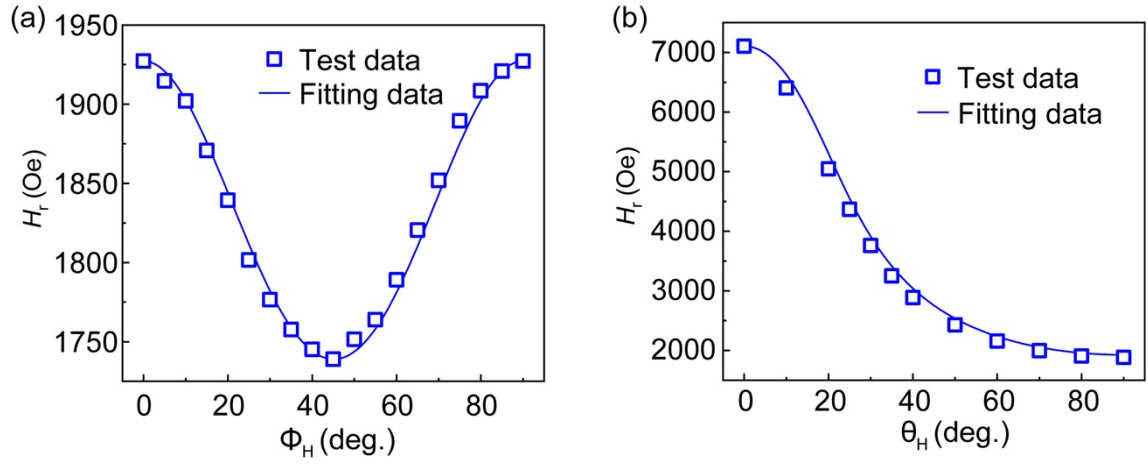 (a)
1950
1900
1850
1800
1750
Hr (Oe)
Test data
Fitting data
0 20 40 60 80
ΦH (deg.)
(b)
7000
6000
5000
4000
3000
2000
Hr (Oe)
Test data
Fitting data
0 20 40 60 80
θH (deg.)